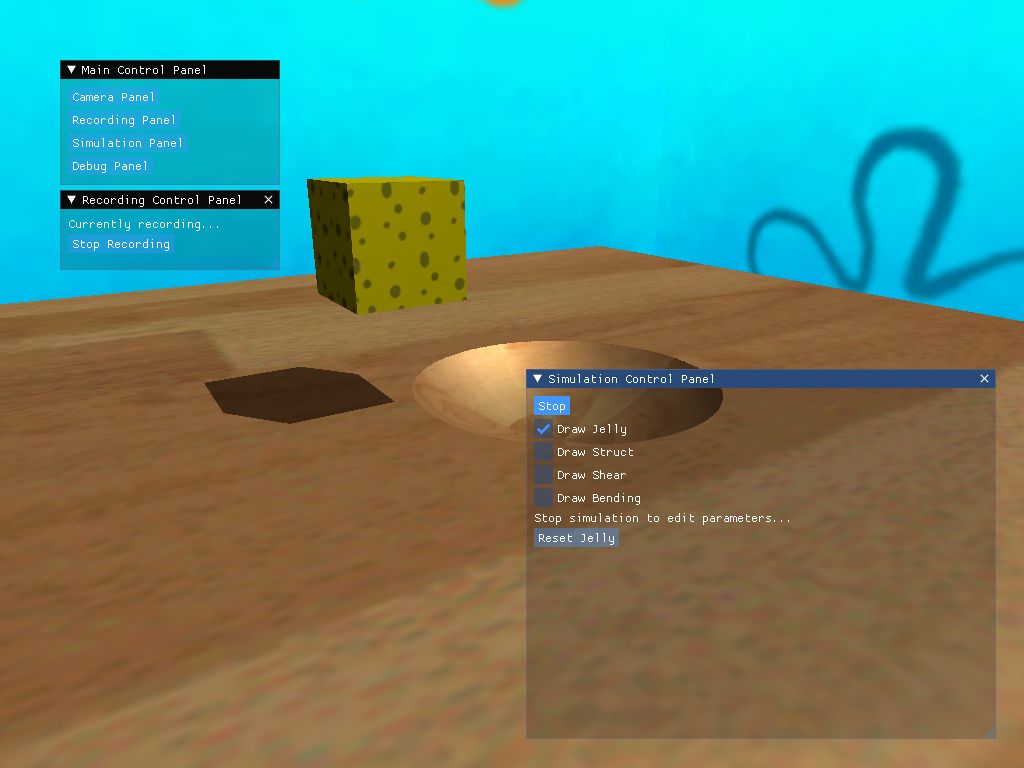 Main Control Panel
Camera Panel
Recording Panel
Simulation Panel
Debug Panel
Recording Control Panel
Currently recording...
Stop Recording
Simulation Control Panel
Stop
Draw Jelly
Draw Struct
Draw Shear
Draw Bending
Stop simulation to edit parameters...
Reset Jelly